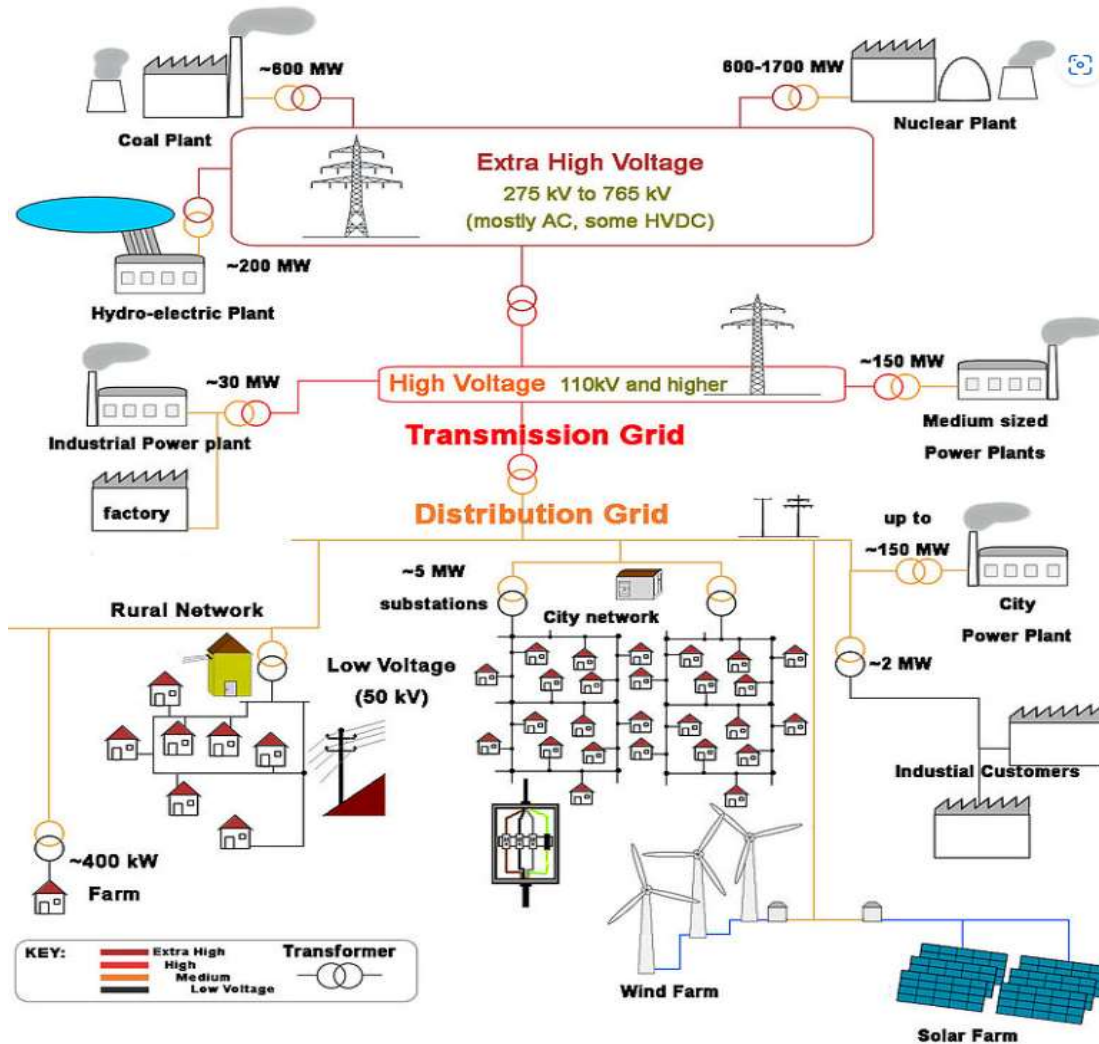 ~600 MW
600-1700 MW
Coal Plant
Nuclear Plant
Extra High Voltage
275 kV to 765 kV
(mostly AC, some HVDC)
~200 MW
Hydro-electric Plant
~30 MW
High Voltage 110kV and higher
~150 MW
Industrial Power plant
Medium sized
Power Plants
Transmission Grid
factory
Distribution Grid
up to
~150 MW
~5 MW
substations
City network
City
Power Plant
Rural Network
Low Voltage
(50 kV)
~2 MW
Industial Customers
~400 kW
Farm
KEY:
Extra High
High
Medium
Low Voltage
Transformer
Wind Farm
Solar Farm